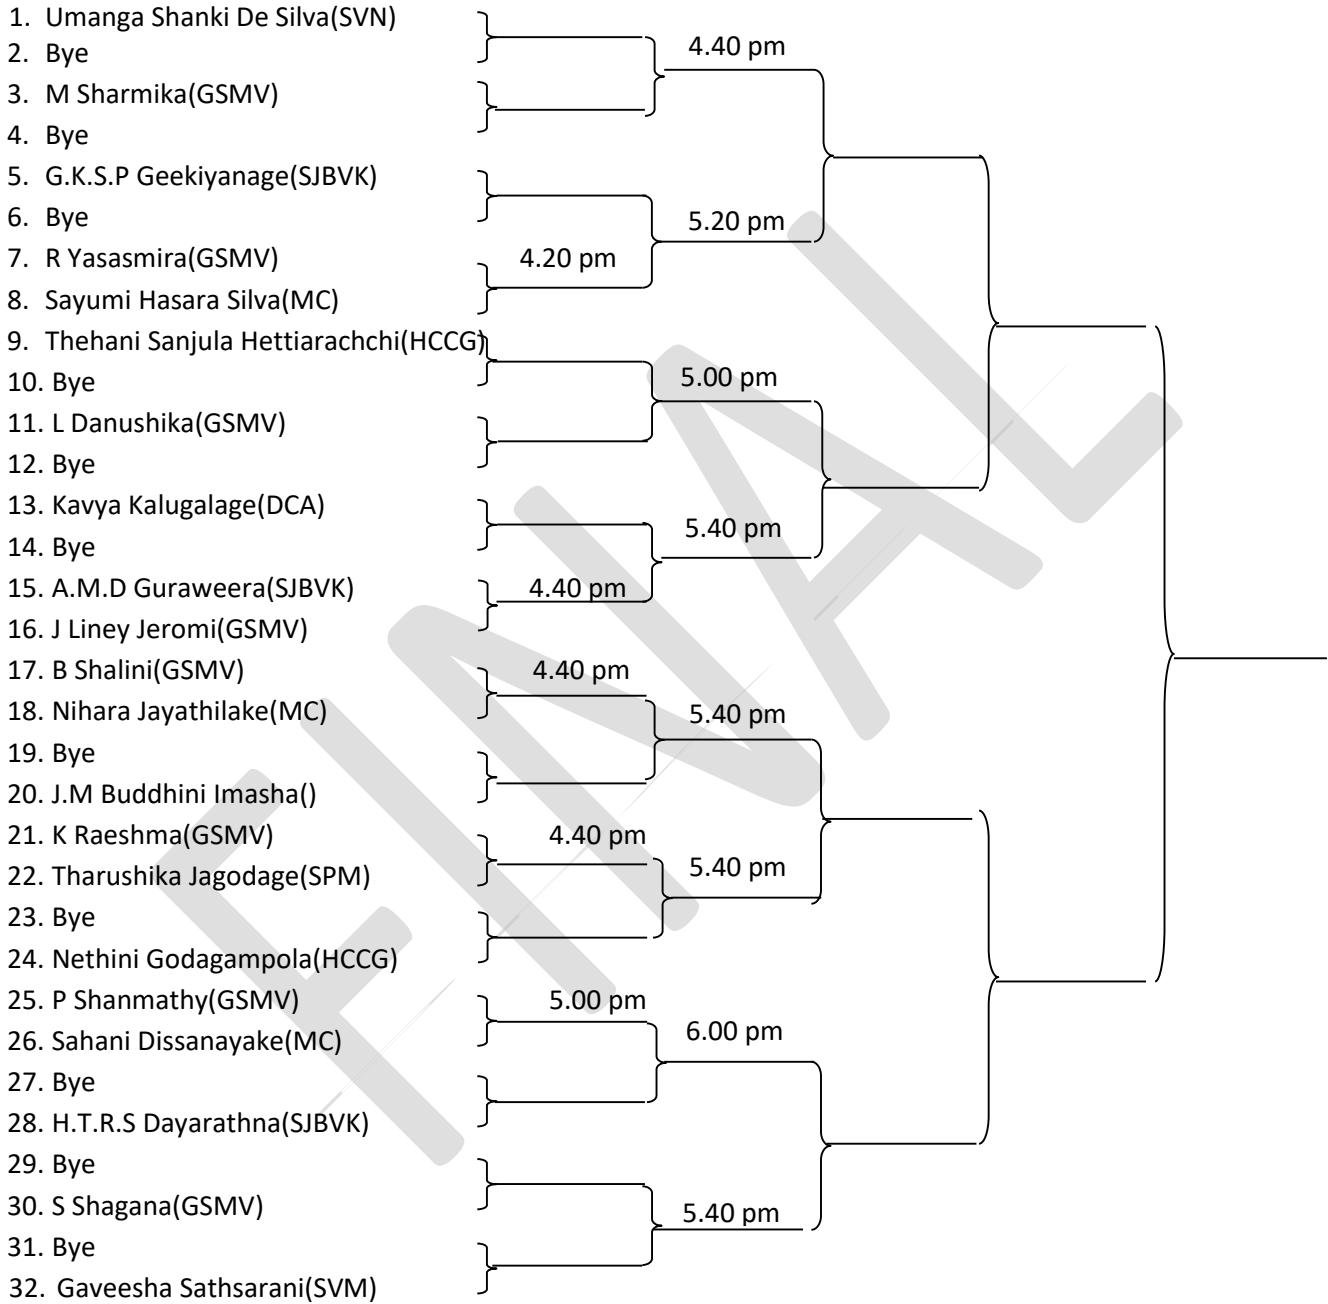 1. Umanga Shanki De Silva(SVN)
2. Bye
4.40 pm
3. M Sharmika(GSMV)
4. Bye
5. G.K.S.P Geekiyanage(SJBVK)
6. Bye
5.20 pm
7. R Yasasmira(GSMV)
4.20 pm
8. Sayumi Hasara Silva(MC)
9. Thehani Sanjula Hettiarachchi(HCCG)
10. Bye
5.00 pm
11. L Danushika(GSMV)
12. Bye
13. Kavya Kalugalage(DCA)
5.40 pm
14. Bye
15. A.M.D Guraweera(SJBVK)
4.40 pm
16. J Liney Jeromi(GSMV)
17. B Shalini(GSMV)
4.40 pm
18. Nihara Jayathilake(MC)
5.40 pm
19. Bye
20. J.M Buddhini Imasha()
21. K Raeshma(GSMV)
4.40 pm
22. Tharushika Jagodage(SPM)
5.40 pm
23. Bye
24. Nethini Godagampola(HCCG)
25. P Shanmathy(GSMV)
5.00 pm
26. Sahani Dissanayake(MC)
6.00 pm
27. Bye
28. H.T.R.S Dayarathna(SJBVK)
29. Bye
30. S Shagana(GSMV)
5.40 pm
31. Bye
32. Gaveesha Sathsarani(SVM)
FINAL